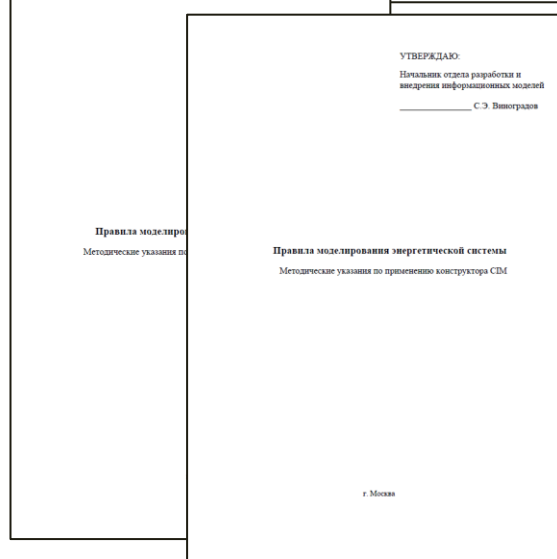 УТВЕРЖДАЮ:
Начальник отдела разработки и
внедрения информационных моделей
С.Э. Виноградов
Правила моделиро
Методические указания по
Правила моделирования энергетической системы
Методические указания по применению конструктора CIM
г. Москва